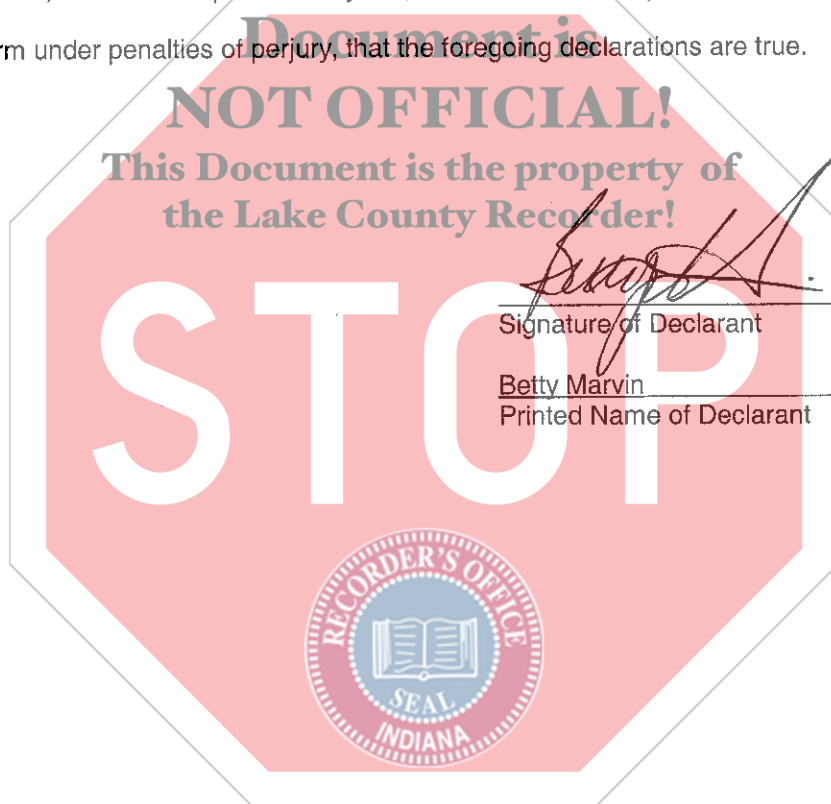 rm under penalties of perjury, that the foregoing declarations are true.
Document is
NOT OFFICIAL!
This Document is the property of
the Lake County Recorder!
STOP
Signature of Declarant
Betty Marvin
Printed Name of Declarant
RECORDER'S OFFICE
SEAL
INDIANA